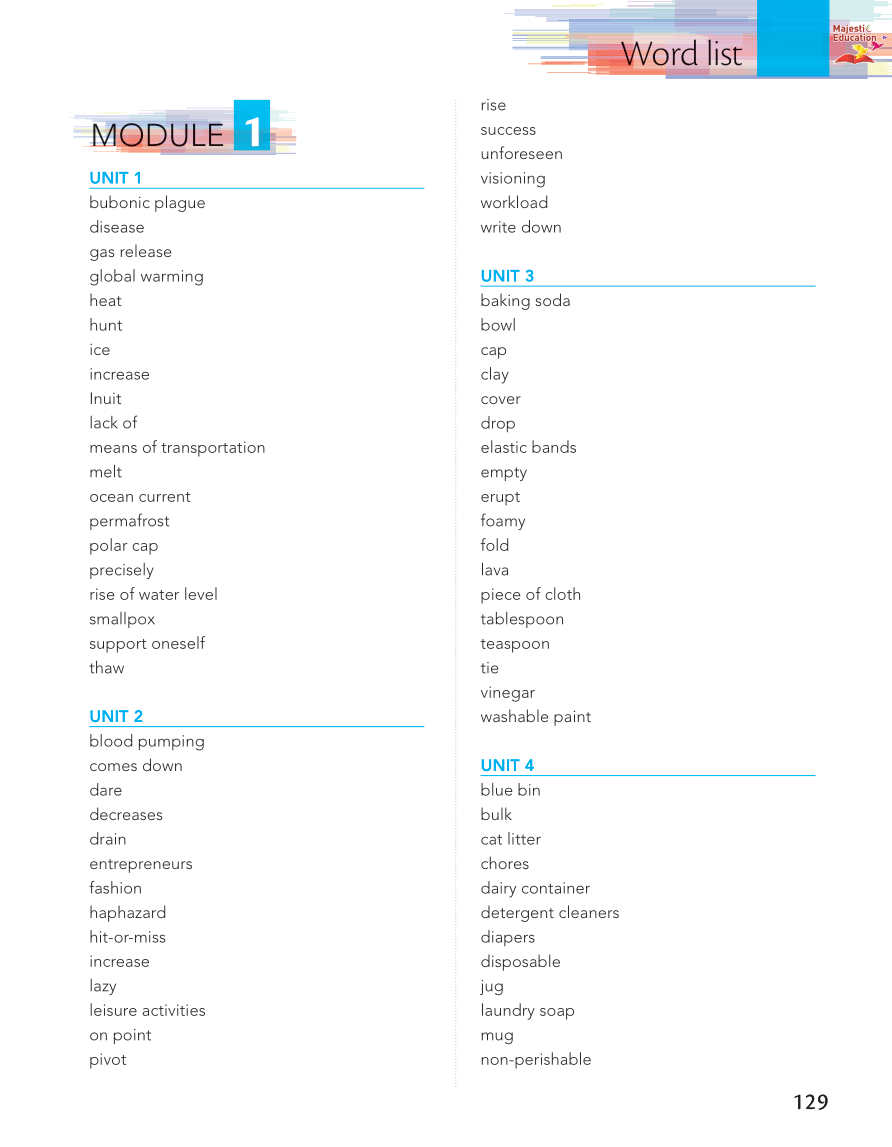 Word list
Majestic
Education
MODULE 1
UNIT 1
bubonic plague
disease
gas release
global warming
heat
hunt
ice
increase
Inuit
lack of
means of transportation
melt
ocean current
permafrost
polar cap
precisely
rise of water level
smallpox
support oneself
thaw
UNIT 2
blood pumping
comes down
dare
decreases
drain
entrepreneurs
fashion
haphazard
hit-or-miss
increase
lazy
leisure activities
on point
pivot
rise
success
unforeseen
visioning
workload
write down
UNIT 3
baking soda
bowl
cap
clay
cover
drop
elastic bands
empty
erupt
foamy
fold
lava
piece of cloth
tablespoon
teaspoon
tie
vinegar
washable paint
UNIT 4
blue bin
bulk
cat litter
chores
dairy container
detergent cleaners
diapers
disposable
jug
laundry soap
mug
non-perishable
129